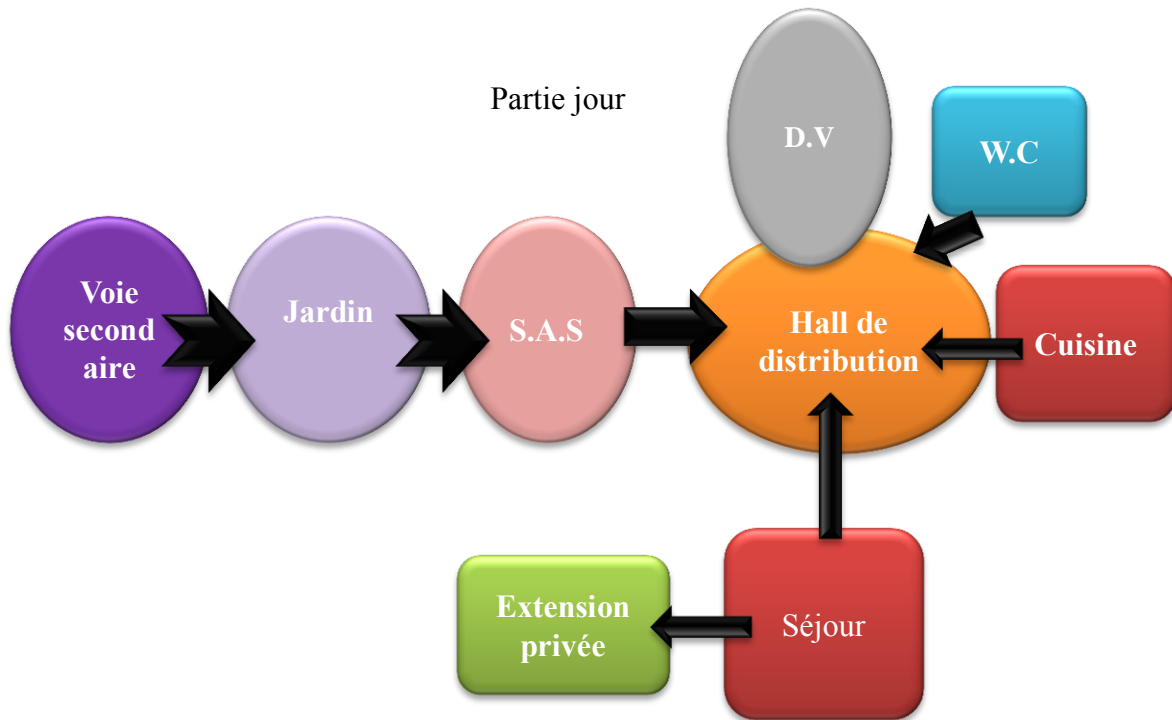 Partie jour
D.V
W.C
Voie
second
aire
Jardin
S.A.S
Hall de
distribution
Cuisine
Extension
privée
Séjour